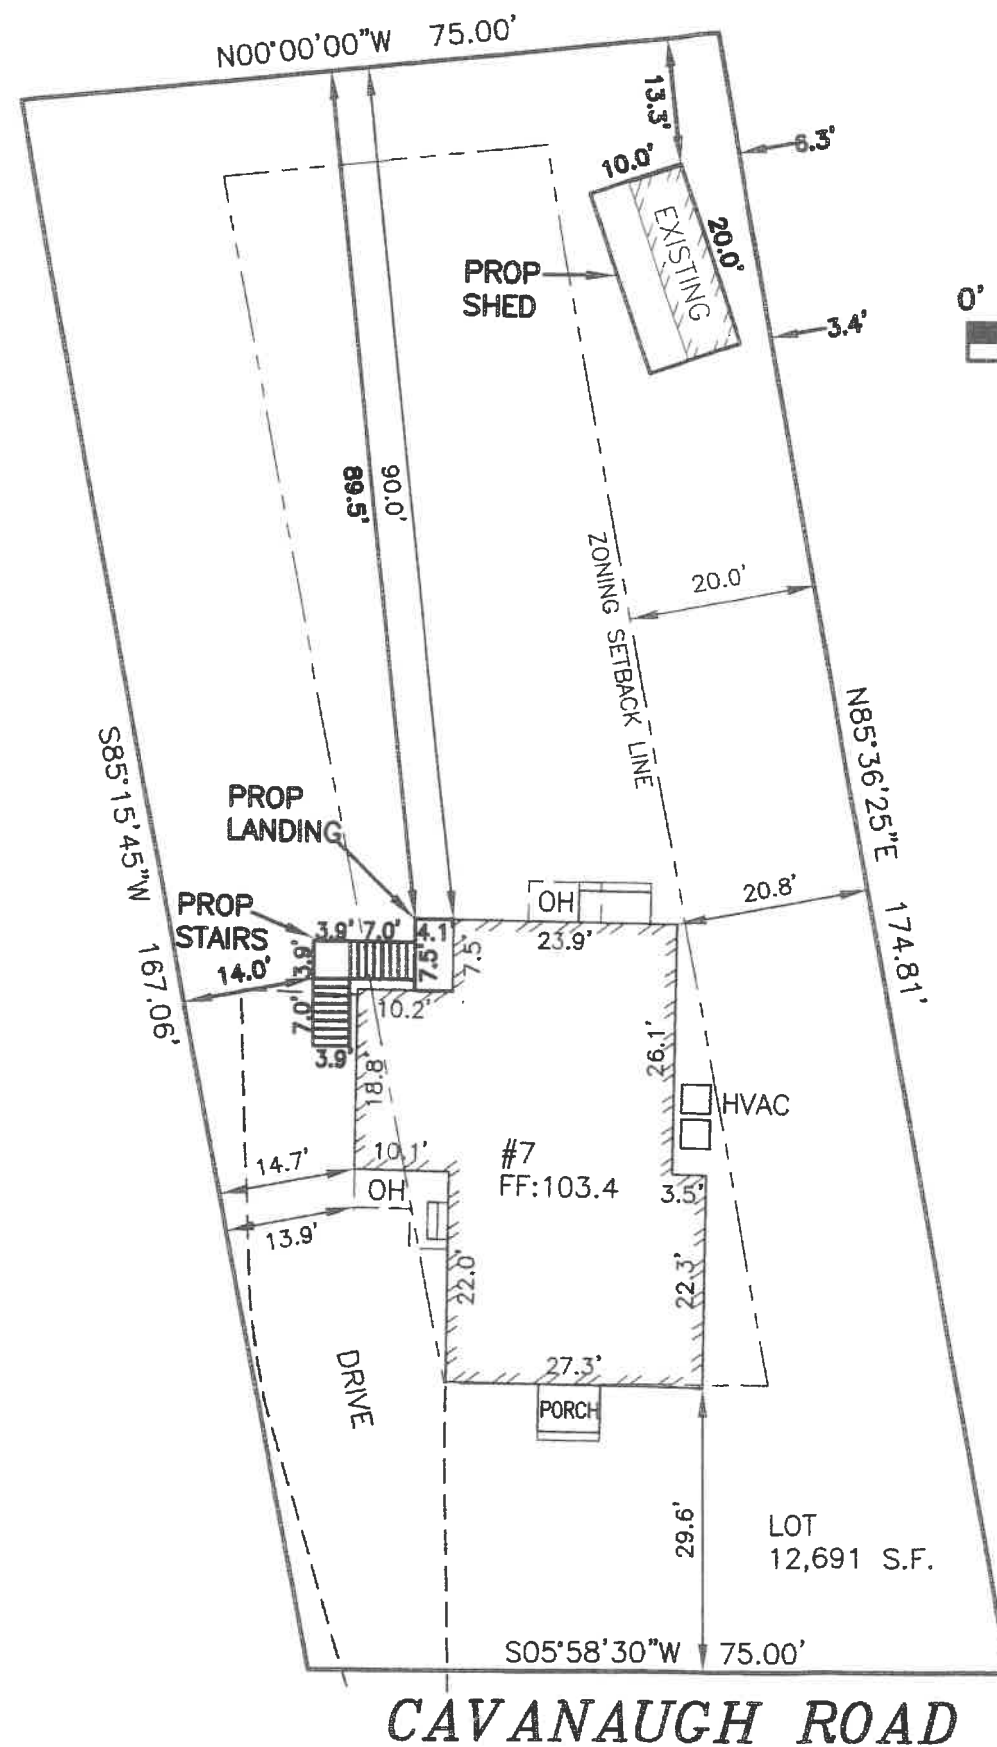 N00°00'00"W 75.00'
13.3'
6.3'
10.0'
EXISTING
20.0'
PROP
SHED
3.4'
0'
89.5'
90.0'
ZONING SETBACK LINE
20.0'
N85°36'25"E 174.81'
S85°15'45"W 167.06'
PROP
LANDING
PROP
STAIRS
OH
20.8'
3.9' 7.0' 4.1
23.9'
3.9'
7.5'
7.5'
14.0'
10.2'
7.0'
3.9'
18.8'
26.1'
HVAC
#7
FF:103.4
14.7'
10.1'
OH
3.5'
13.9'
22.0'
22.3'
DRIVE
27.3'
PORCH
29.6'
LOT
12,691 S.F.
S05°58'30"W 75.00'
CAVANAUGH ROAD